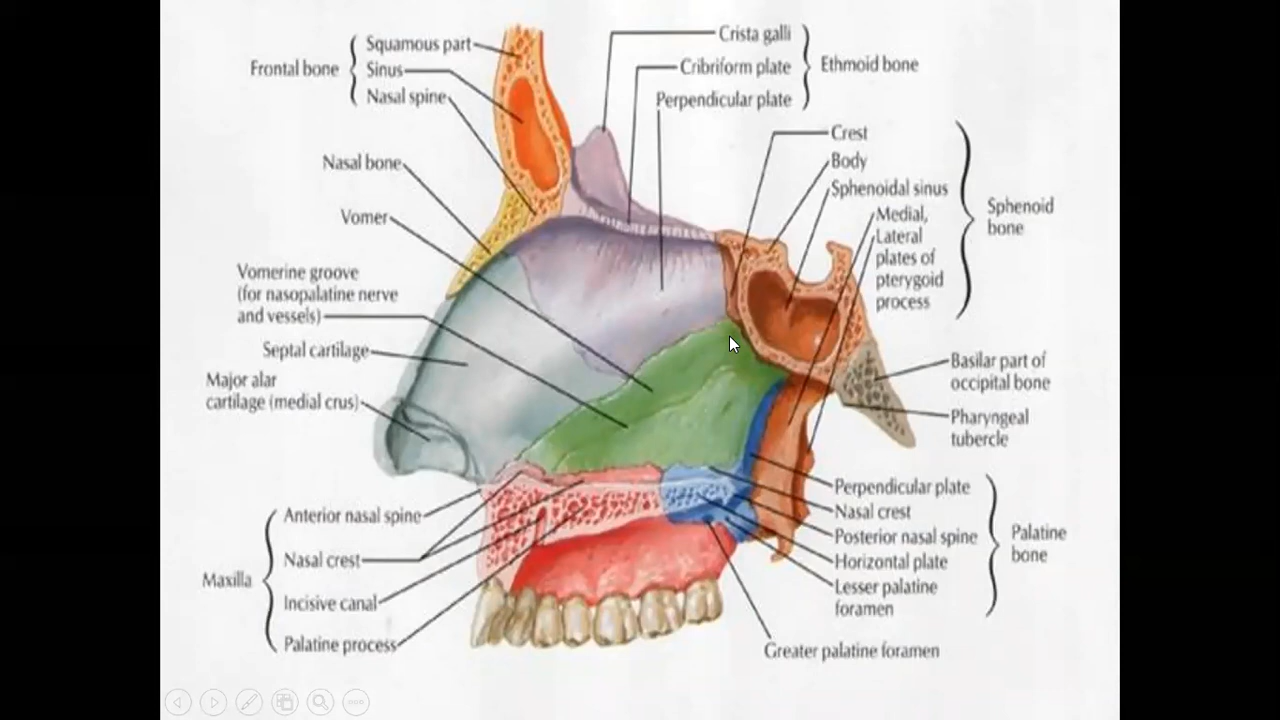 Squamous part
Sinus
Nasal spine
Frontal bone
Nasal bone
Vomer
Vomerine groove
(for nasopalatine nerve
and vessels)
Septal cartilage
Major alar
cartilage (medial crus)
Anterior nasal spine
Nasal crest
Incisive canal
Palatine process
Maxilla
Crista galli
Cribriform plate
Perpendicular plate
Ethmoid bone
Crest
Body
Sphenoidal sinus
Medial,
Lateral
plates of
pterygoid
process
Sphenoid
bone
Basilar part of
occipital bone
Pharyngeal
tubercle
Perpendicular plate
Nasal crest
Posterior nasal spine
Horizontal plate
Lesser palatine
foramen
Palatine
bone
Greater palatine foramen